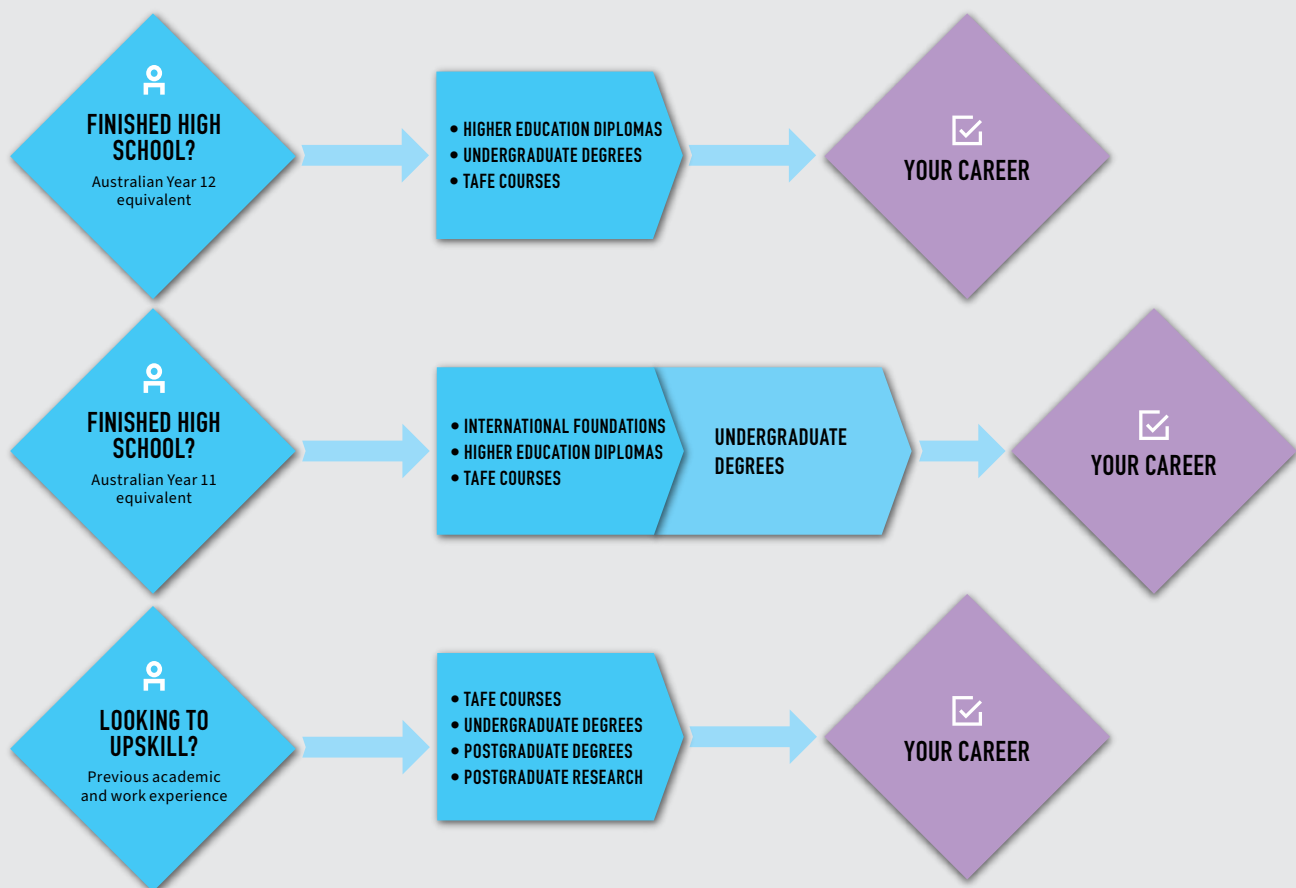 FINISHED HIGH
SCHOOL?
Australian Year 12
equivalent
• HIGHER EDUCATION DIPLOMAS
• UNDERGRADUATE DEGREES
• TAFE COURSES
YOUR CAREER
FINISHED HIGH
SCHOOL?
Australian Year 11
equivalent
• INTERNATIONAL FOUNDATIONS
• HIGHER EDUCATION DIPLOMAS
• TAFE COURSES
UNDERGRADUATE
DEGREES
YOUR CAREER
LOOKING TO
UPSKILL?
Previous academic
and work experience
• TAFE COURSES
• UNDERGRADUATE DEGREES
• POSTGRADUATE DEGREES
• POSTGRADUATE RESEARCH
YOUR CAREER